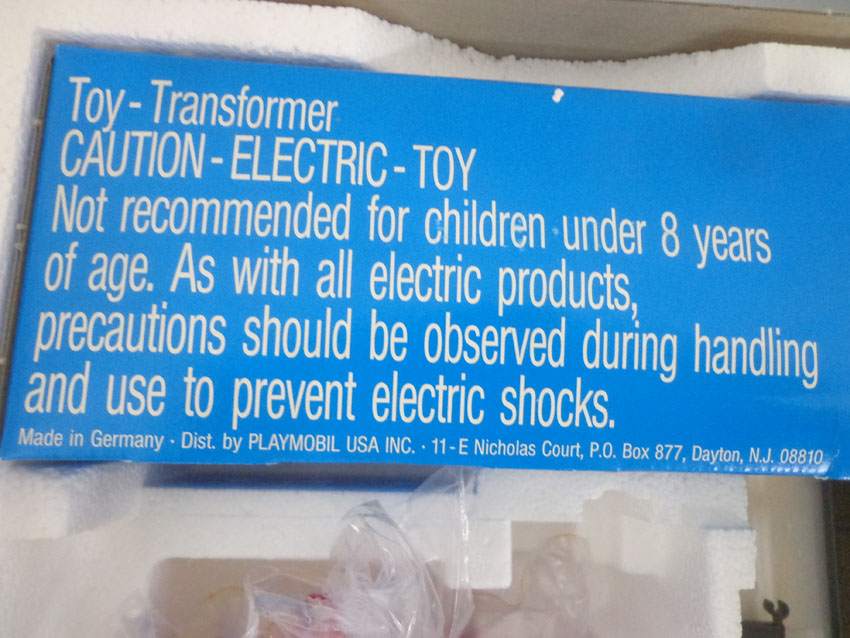 Toy - Transformer
CAUTION - ELECTRIC - TOY
Not recommended for children under 8 years
of age. As with all electric products,
precautions should be observed during handling
and use to prevent electric shocks.
Made in Germany · Dist. by PLAYMOBIL USA INC. · 11-E Nicholas Court, P.O. Box 877, Dayton, N.J. 08810